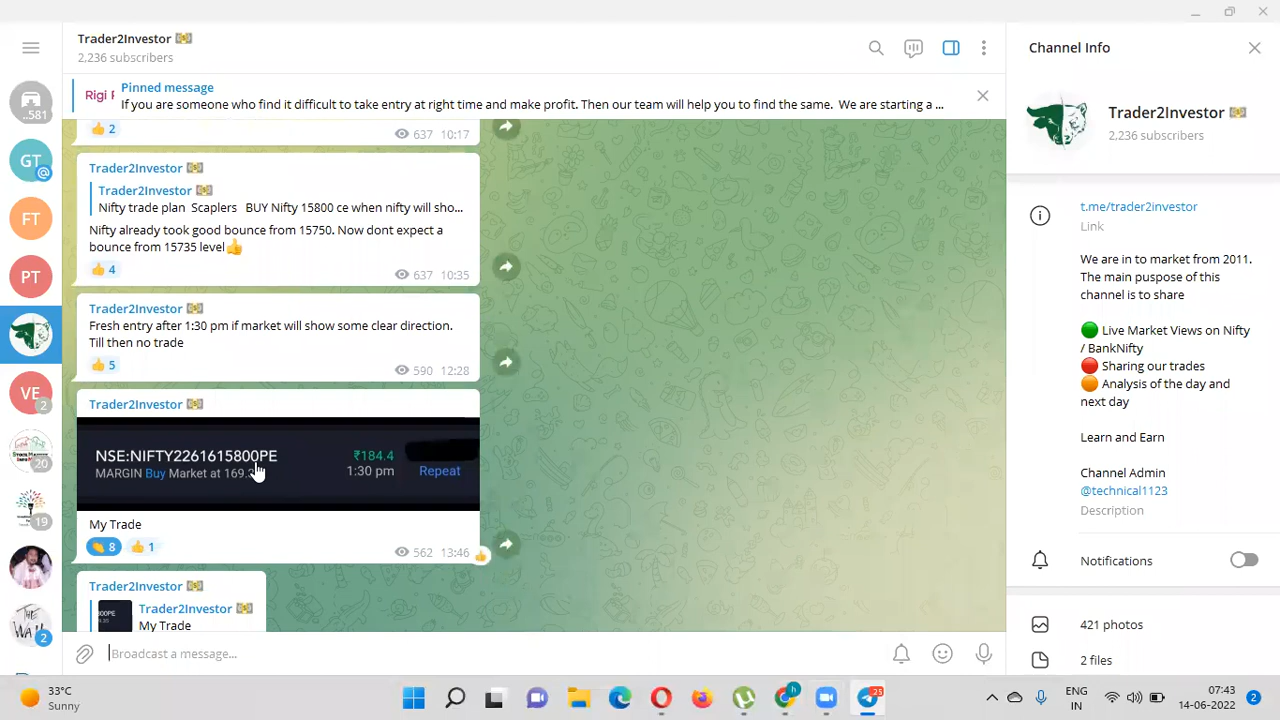 Trader2Investor
2,236 subscribers
Pinned message
If you are someone who find it difficult to take entry at right time and make profit. Then our team will help you to find the same. We are starting a ...
Rigi
2
637 10:17
Trader2Investor
Trader2Investor
Nifty trade plan Scaplers BUY Nifty 15800 ce when nifty will sho...
Nifty already took good bounce from 15750. Now dont expect a
bounce from 15735 level
4
637 10:35
Trader2Investor
Fresh entry after 1:30 pm if market will show some clear direction.
Till then no trade
5
590 12:28
Trader2Investor
NSE:NIFTY2261615800PE
₹184.4
MARGIN Buy Market at 169.
1:30 pm
Repeat
My Trade
8
1
562 13:46
Trader2Investor
Trader2Investor
My Trade
Broadcast a message...
..581
GT
@
FT
PT
VE
2
20
19
THE
2
Channel Info
Trader2Investor
2,236 subscribers
t.me/trader2investor
Link
We are in to market from 2011.
The main puspose of this
channel is to share
Live Market Views on Nifty
/ BankNifty
Sharing our trades
Analysis of the day and
next day
Learn and Earn
Channel Admin
@technical1123
Description
Notifications
421 photos
2 files
33°C
Sunny
h
25
ENG
IN
07:43
14-06-2022
2